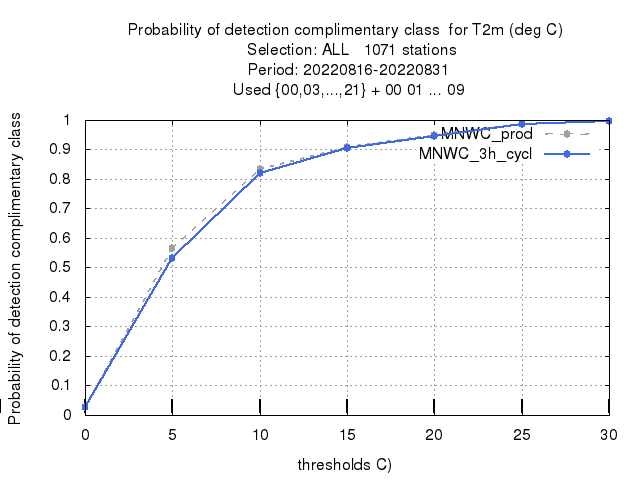 Probability of detection complimentary class  for T2m (deg C)
Selection: ALL   1071 stations
Period: 20220816-20220831
Used {00,03,...,21} + 00 01 ... 09
Probability of detection complimentary class
1
0.9
0.8
0.7
0.6
0.5
0.4
0.3
0.2
0.1
0
MNWC_prod
MNWC_3h_cycl
0 5 10 15 20 25 30
thresholds C)